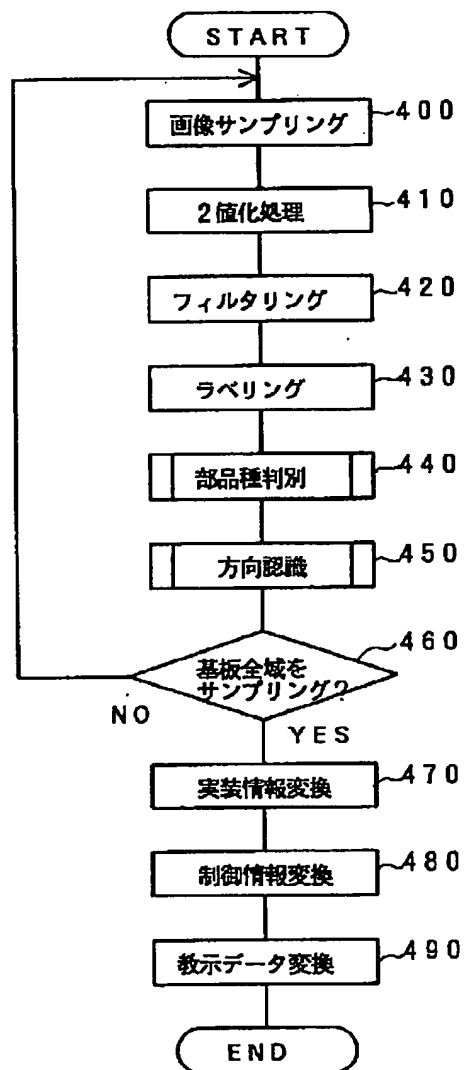 START
画像サンプリング
400
2値化処理
410
フィルタリング
420
ラベリング
430
部品種判別
440
方向認識
450
460
基板全域を
サンプリング?
NO
YES
実装情報変換
470
制御情報変換
480
教示データ変換
490
END